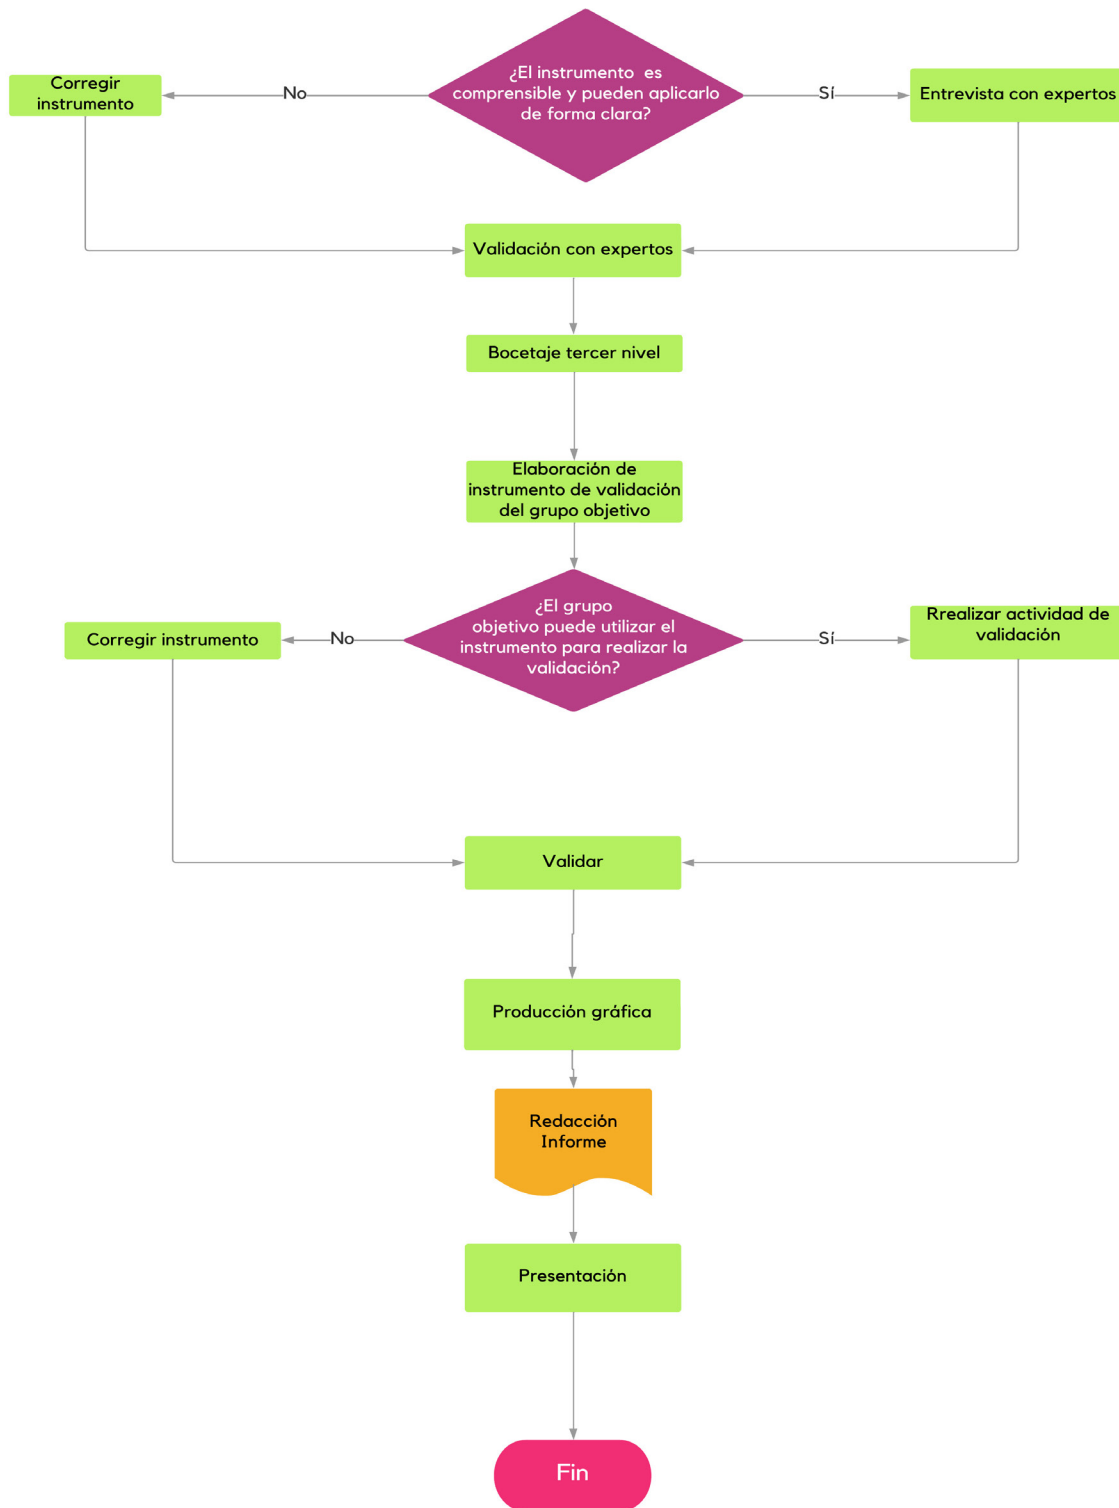 ¿El instrumento es
comprensible y pueden aplicarlo
de forma clara?
Corregir
instrumento
No
Sí
Entrevista con expertos
Validación con expertos
Bocetaje tercer nivel
Elaboración de
instrumento de validación
del grupo objetivo
¿El grupo
objetivo puede utilizar el
instrumento para realizar la
validación?
Corregir instrumento
No
Sí
Rrealizar actividad de
validación
Validar
Producción gráfica
Redacción
Informe
Presentación
Fin